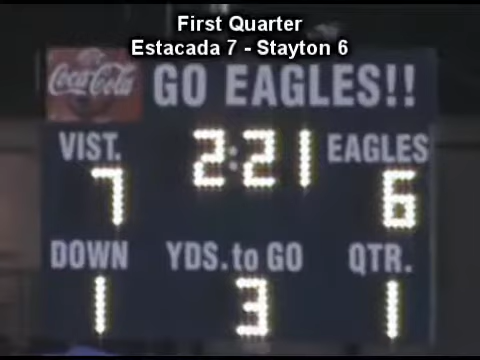 First Quarter
Estacada 7 - Stayton 6
Coca-Cola GO EAGLES!!
VIST. 2:21 EAGLES
7 6
DOWN YDS. to GO QTR.
1 3 1